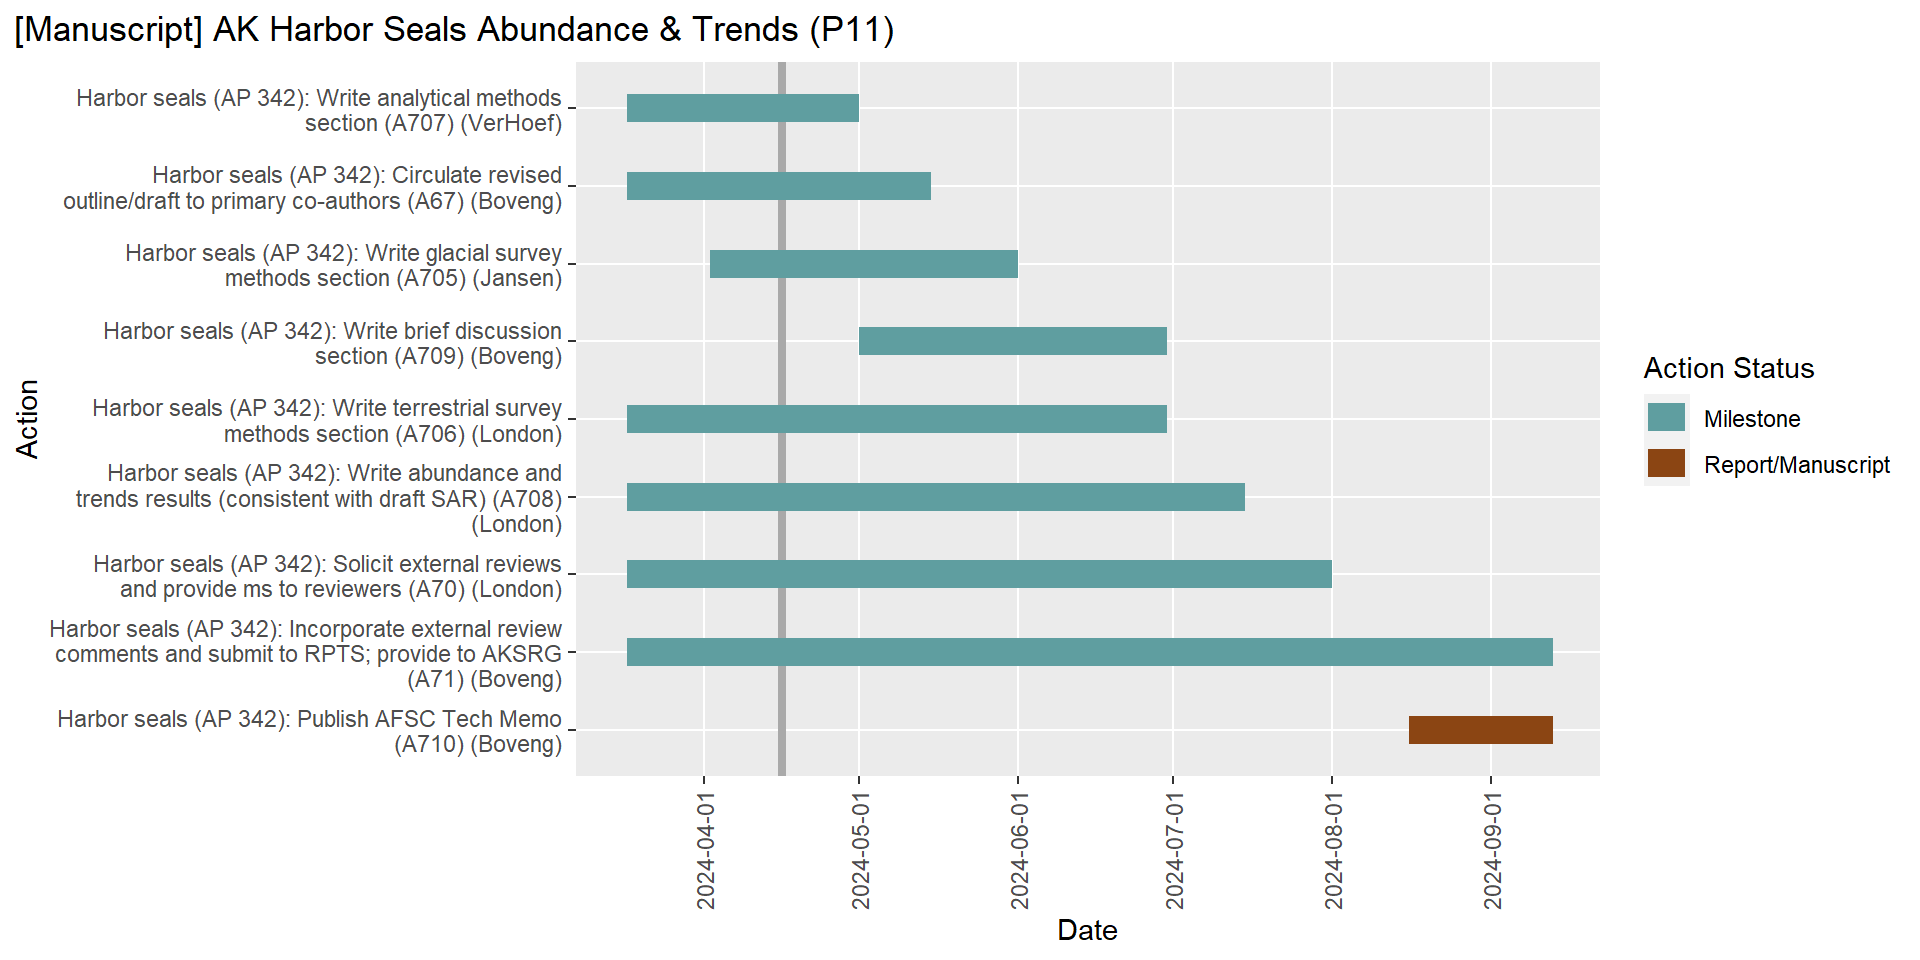 [Manuscript] AK Harbor Seals Abundance & Trends (P11)
Action
Harbor seals (AP 342): Write analytical methods
section (A707) (VerHoef)
Harbor seals (AP 342): Circulate revised
outline/draft to primary co-authors (A67) (Boveng)
Harbor seals (AP 342): Write glacial survey
methods section (A705) (Jansen)
Harbor seals (AP 342): Write brief discussion
section (A709) (Boveng)
Harbor seals (AP 342): Write terrestrial survey
methods section (A706) (London)
Harbor seals (AP 342): Write abundance and
trends results (consistent with draft SAR) (A708)
(London)
Harbor seals (AP 342): Solicit external reviews
and provide ms to reviewers (A70) (London)
Harbor seals (AP 342): Incorporate external review
comments and submit to RPTS; provide to AKSRG
(A71) (Boveng)
Harbor seals (AP 342): Publish AFSC Tech Memo
(A710) (Boveng)
2024-04-01
2024-05-01
2024-06-01
2024-07-01
2024-08-01
2024-09-01
Date
Action Status
Milestone
Report/Manuscript